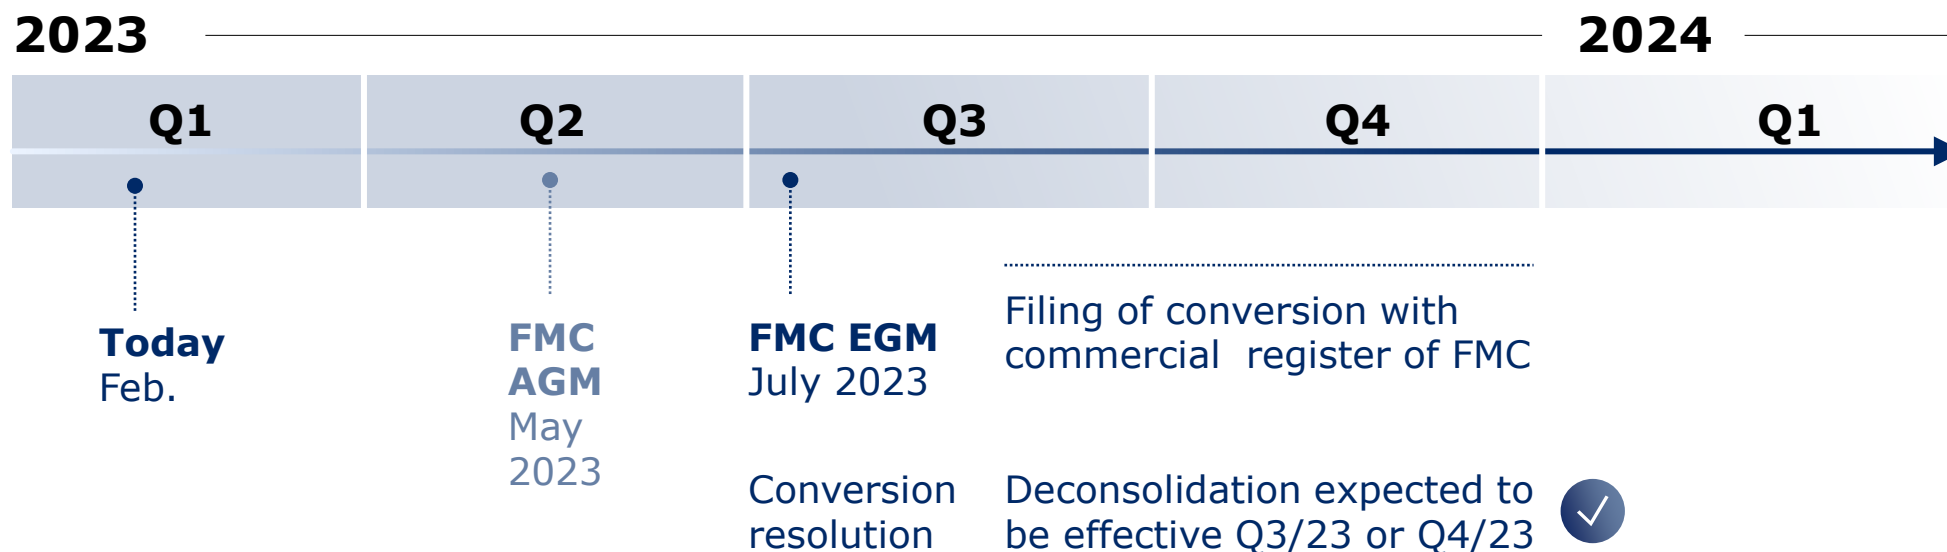 2023
2024
Q1
Q2
Q3
Q4
Q1
Today
Feb.
FMC
AGM
May
2023
FMC EGM
July 2023
Conversion
resolution
Filing of conversion with
commercial register of FMC
Deconsolidation expected to
be effective Q3/23 or Q4/23